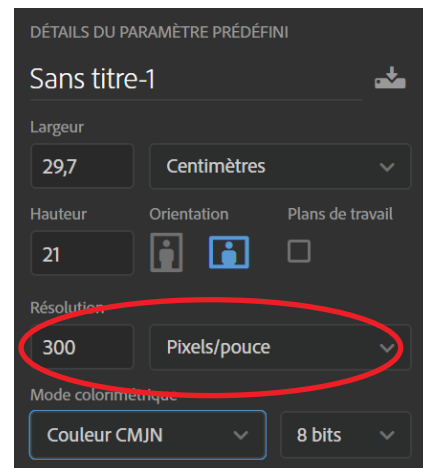 DÉTAILS DU PARAMÈTRE PRÉDÉFINI
Sans titre-1
Largeur
29,7 Centimètres
Hauteur Orientation Plans de travail
21
Résolution
300 Pixels/pouce
Mode colorimétrique
Couleur CMJN 8 bits